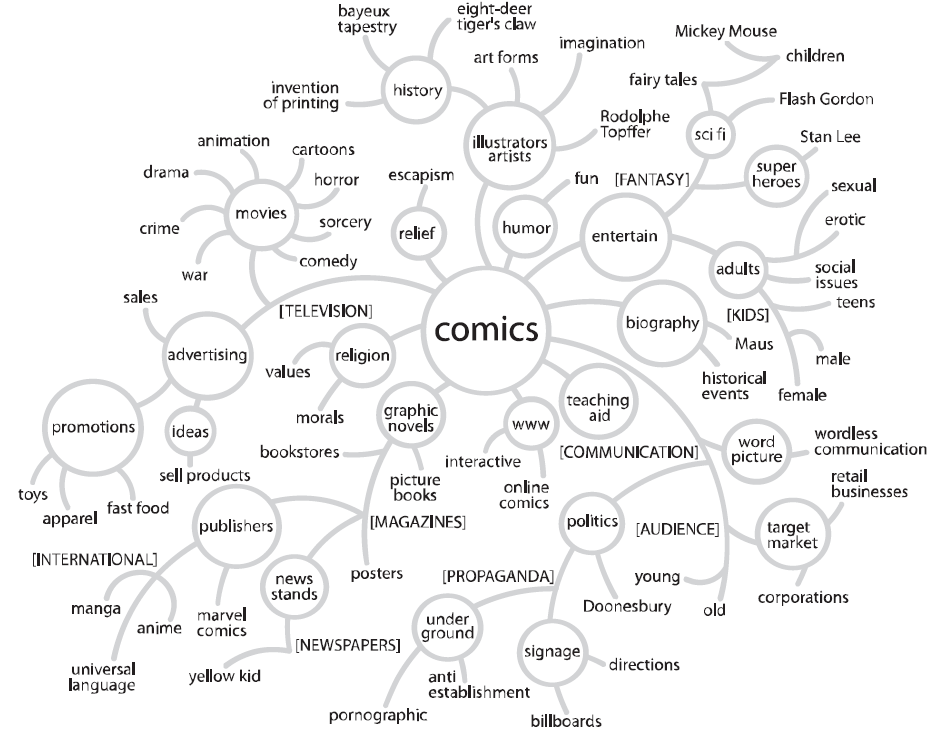 bayeux
tapestry
eight-deer
tiger's claw
art forms
imagination
Mickey Mouse
children
fairy tales
invention
of printing
history
Flash Gordon
Rodolphe
Topffer
sci fi
illustrators
artists
Stan Lee
animation
cartoons
drama
horror
escapism
fun
[FANTASY]
super
heroes
sexual
movies
sorcery
crime
relief
humor
entertain
erotic
comedy
war
adults
social
issues
sales
teens
[TELEVISION]
comics
biography
[KIDS]
Maus
advertising
religion
values
male
historical
events
female
morals
graphic
novels
teaching
aid
promotions
ideas
www
word
picture
wordless
communication
bookstores
interactive
[COMMUNICATION]
sell products
picture
books
online
comics
retail
businesses
toys
apparel
fast food
publishers
[MAGAZINES]
politics
[AUDIENCE]
target
market
[INTERNATIONAL]
news
stands
posters
[PROPAGANDA]
young
corporations
manga
anime
marvel
comics
Doonesbury
old
under
ground
[NEWSPAPERS]
signage
directions
universal
language
yellow kid
anti
establishment
pornographic
billboards